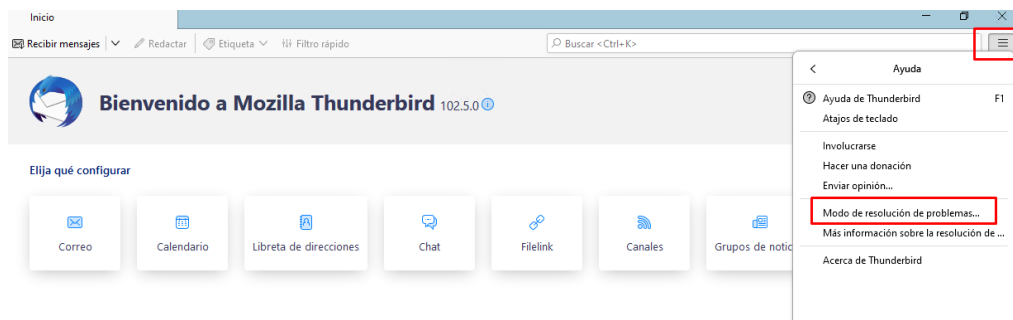 Inicio
Recibir mensajes Redactar Etiqueta Filtro rápido Buscar <Ctrl+K>
Bienvenido a Mozilla Thunderbird 102.5.0
Elija qué configurar
Correo Calendario Libreta de direcciones Chat Filelink Canales Grupos de notic
Ayuda
Ayuda de Thunderbird F1
Atajos de teclado
Involucrarse
Hacer una donación
Enviar opinión...
Modo de resolución de problemas...
Más información sobre la resolución de ...
Acerca de Thunderbird